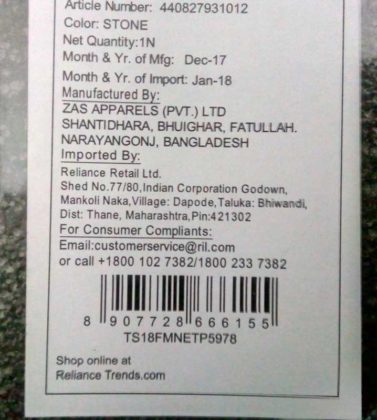 Article Number: 440827931012
Color: STONE
Net Quantity:1N
Month & Yr. of Mfg: Dec-17
Month & Yr. of Import: Jan-18
Manufactured By:
ZAS APPARELS (PVT.) LTD
SHANTIDHARA, BHUIGHAR, FATULLAH.
NARAYANGONJ, BANGLADESH
Imported By:
Reliance Retail Ltd.
Shed No.77/80,Indian Corporation Godown,
Mankoli Naka,Village: Dapode,Taluka: Bhiwandi,
Dist: Thane, Maharashtra,Pin:421302
For Consumer Compliants:
Email:customerservice@ril.com
or call +1800 102 7382/1800 233 7382
8 907728 666155
TS18FMNETP5978
Shop online at
Reliance Trends.com